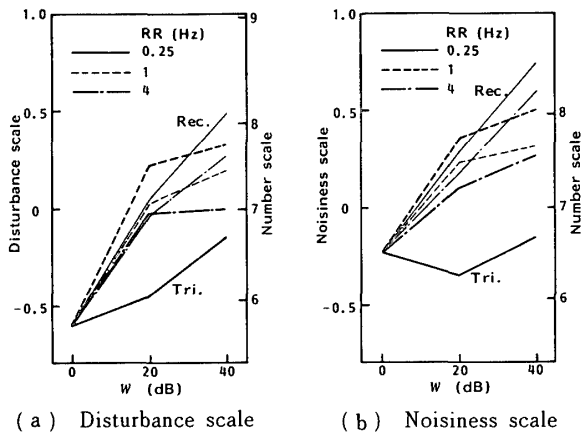 RR (Hz)
0.25
1
4
Rec.
Tri.
1.0
0.5
0
−0.5
Disturbance scale
9
8
7
6
Number scale
0
20
40
W (dB)
(a) Disturbance scale
RR (Hz)
0.25
1
4
Rec.
Tri.
1.0
0.5
0
−0.5
Noisiness scale
8
7
6
Number scale
0
20
40
W (dB)
(b) Noisiness scale